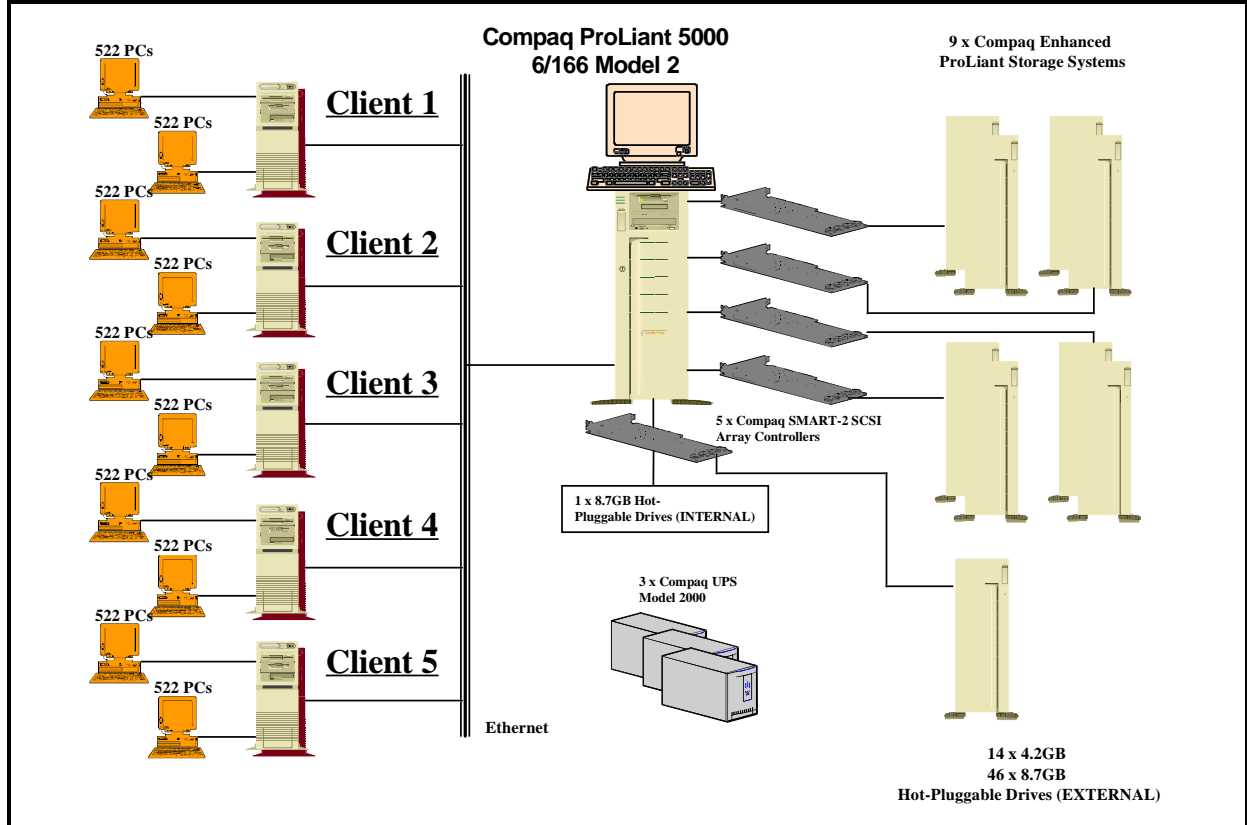 Compaq ProLiant 5000
6/166 Model 2
9 x Compaq Enhanced
ProLiant Storage Systems
522 PCs
Client 1
522 PCs
522 PCs
Client 2
522 PCs
522 PCs
Client 3
522 PCs
522 PCs
Client 4
522 PCs
522 PCs
Client 5
522 PCs
Ethernet
5 x Compaq SMART-2 SCSI
Array Controllers
1 x 8.7GB Hot-
Pluggable Drives (INTERNAL)
3 x Compaq UPS
Model 2000
14 x 4.2GB
46 x 8.7GB
Hot-Pluggable Drives (EXTERNAL)